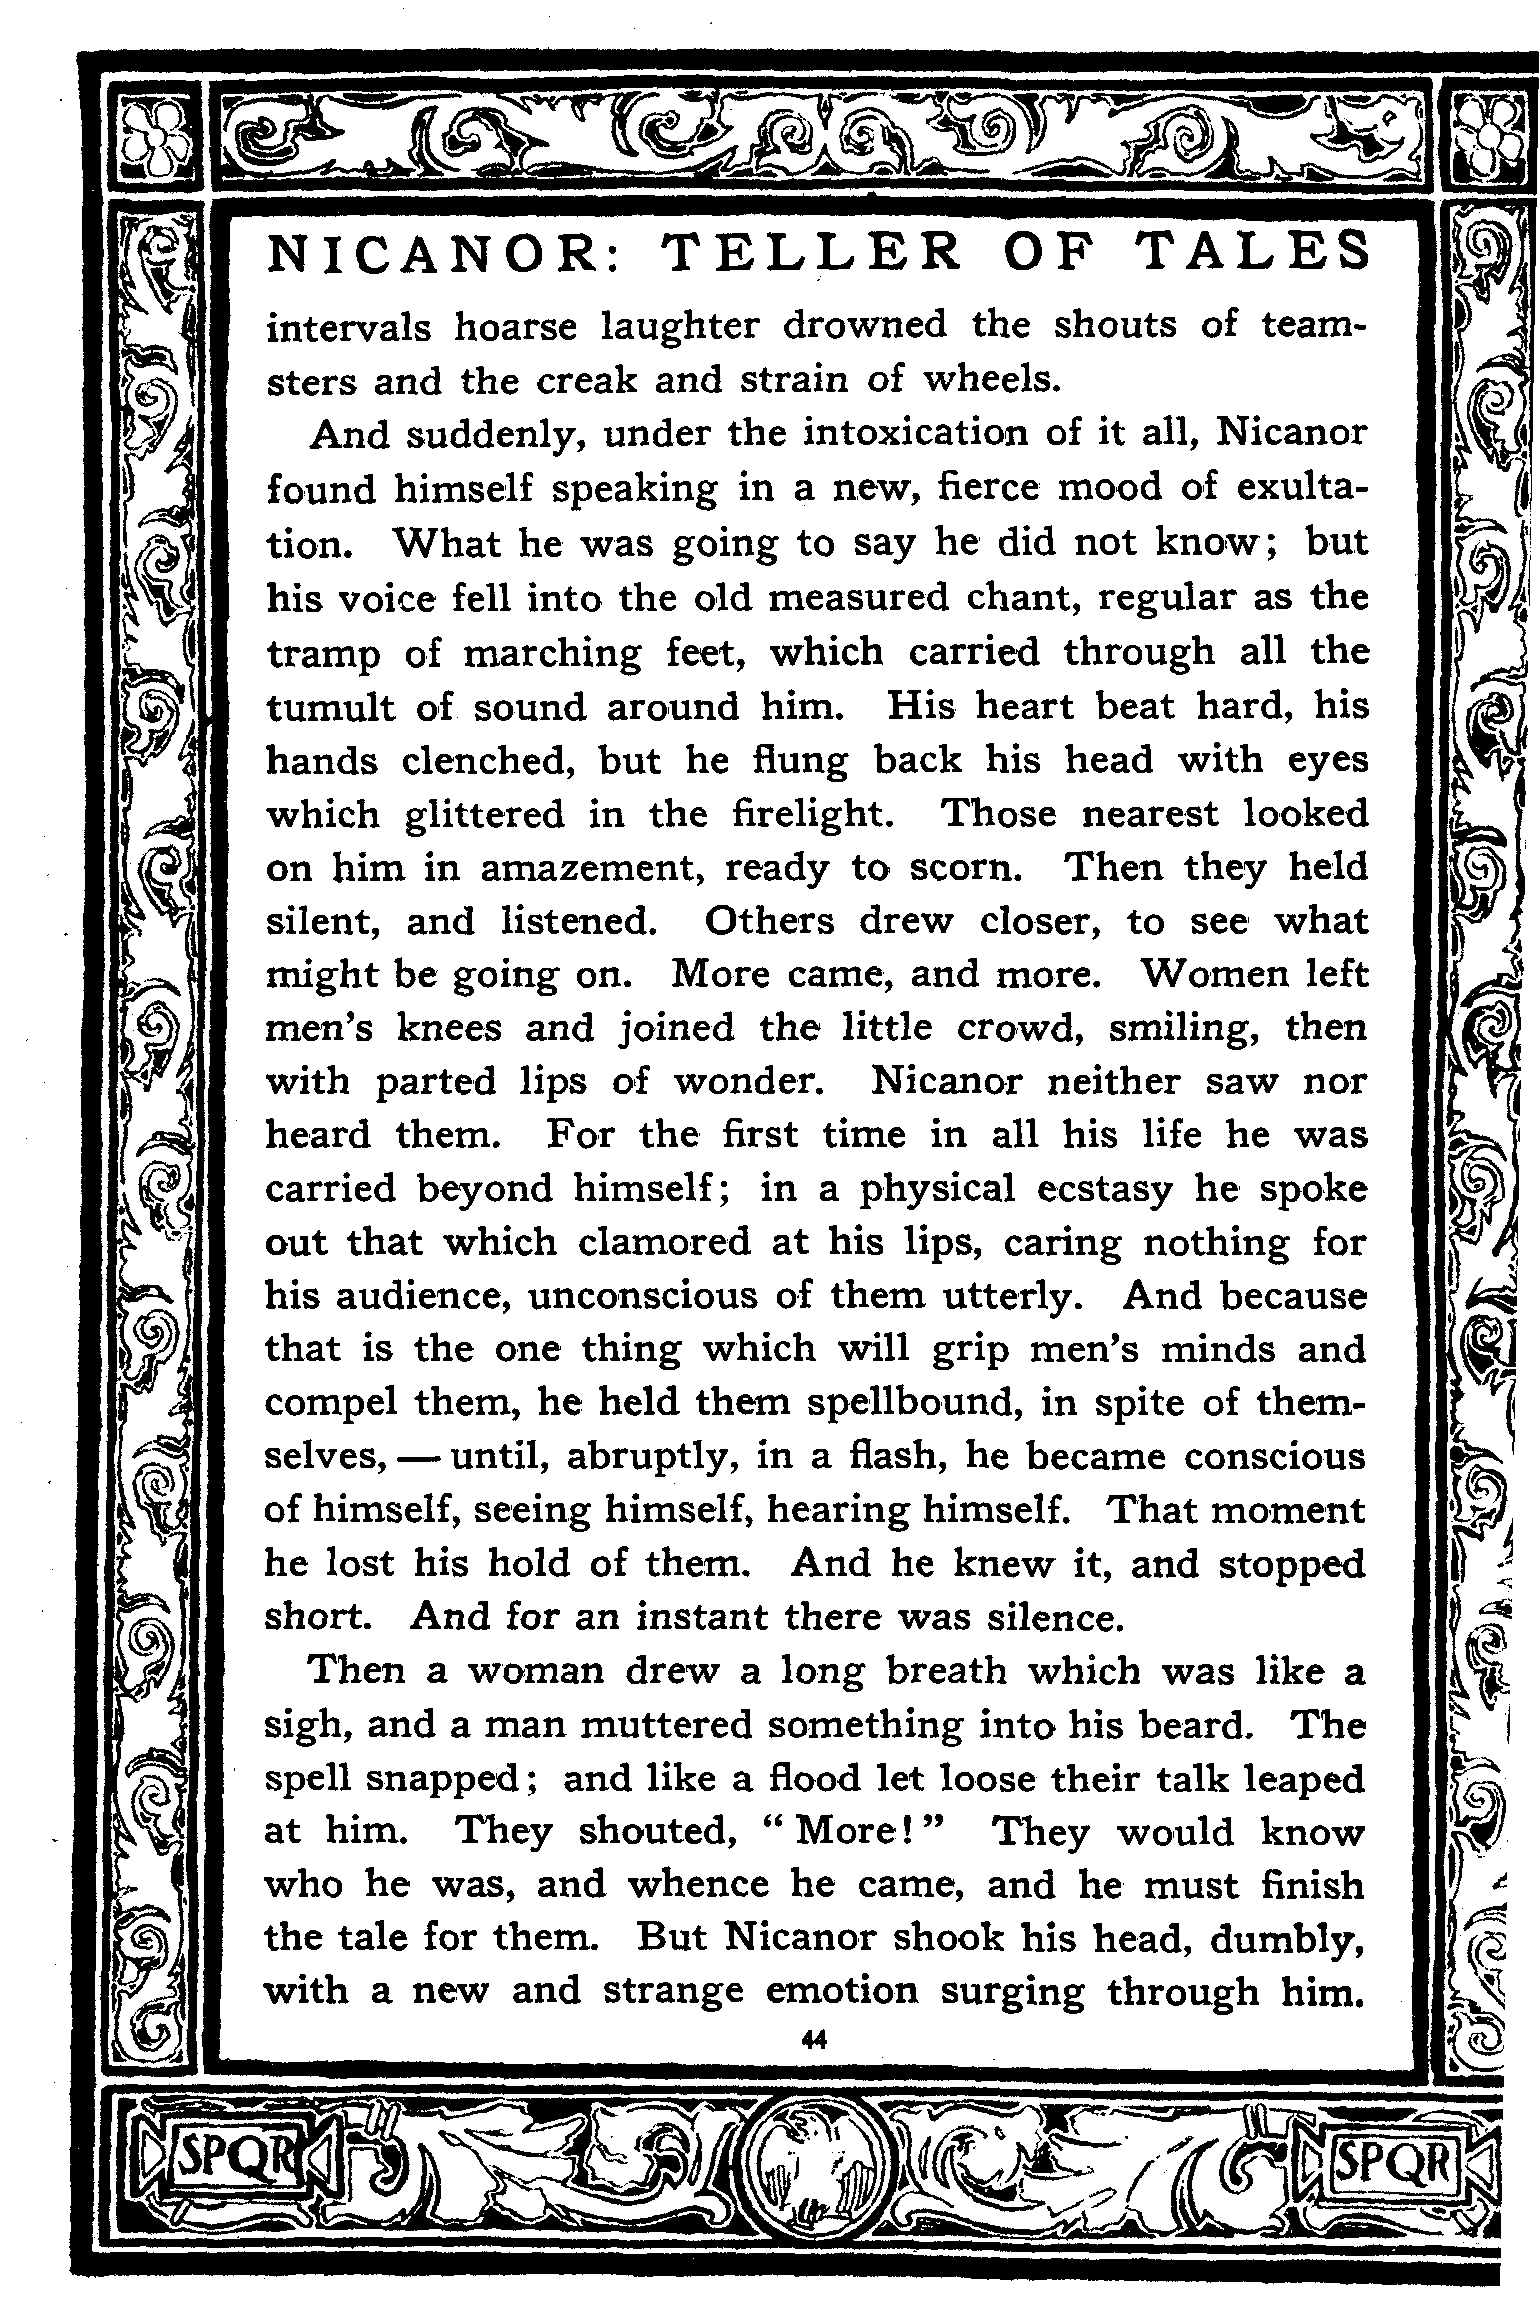 NICANOR: TELLER OF TALES
intervals hoarse laughter drowned the shouts of team-
sters and the creak and strain of wheels.
And suddenly, under the intoxication of it all, Nicanor
found himself speaking in a new, fierce mood of exulta-
tion. What he was going to say he did not know; but
his voice fell into the old measured chant, regular as the
tramp of marching feet, which carried through all the
tumult of sound around him. His heart beat hard, his
hands clenched, but he flung back his head with eyes
which glittered in the firelight. Those nearest looked
on him in amazement, ready to scorn. Then they held
silent, and listened. Others drew closer, to see what
might be going on. More came, and more. Women left
men's knees and joined the little crowd, smiling, then
with parted lips of wonder. Nicanor neither saw nor
heard them. For the first time in all his life he was
carried beyond himself; in a physical ecstasy he spoke
out that which clamored at his lips, caring nothing for
his audience, unconscious of them utterly. And because
that is the one thing which will grip men's minds and
compel them, he held them spellbound, in spite of them-
selves, — until, abruptly, in a flash, he became conscious
of himself, seeing himself, hearing himself. That moment
he lost his hold of them. And he knew it, and stopped
short. And for an instant there was silence.
Then a woman drew a long breath which was like a
sigh, and a man muttered something into his beard. The
spell snapped; and like a flood let loose their talk leaped
at him. They shouted, “ More! ” They would know
who he was, and whence he came, and he must finish
the tale for them. But Nicanor shook his head, dumbly,
with a new and strange emotion surging through him.
44
SPQR SPQR